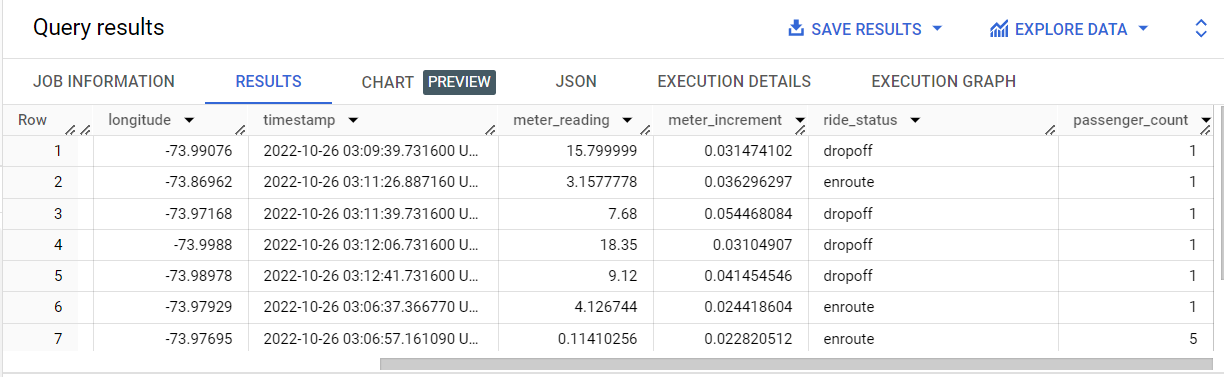 Query results SAVE RESULTS EXPLORE DATA
JOB INFORMATION RESULTS CHART PREVIEW JSON EXECUTION DETAILS EXECUTION GRAPH
Row longitude timestamp meter_reading meter_increment ride_status passenger_count
1 -73.99076 2022-10-26 03:09:39.731600 U... 15.799999 0.031474102 dropoff 1
2 -73.86962 2022-10-26 03:11:26.887160 U... 3.1577778 0.036296297 enroute 1
3 -73.97168 2022-10-26 03:11:39.731600 U... 7.68 0.054468084 dropoff 1
4 -73.9988 2022-10-26 03:12:06.731600 U... 18.35 0.03104907 dropoff 1
5 -73.98978 2022-10-26 03:12:41.731600 U... 9.12 0.041454546 dropoff 1
6 -73.97929 2022-10-26 03:06:37.366770 U... 4.126744 0.024418604 enroute 1
7 -73.97695 2022-10-26 03:06:57.161090 U... 0.11410256 0.022820512 enroute 5